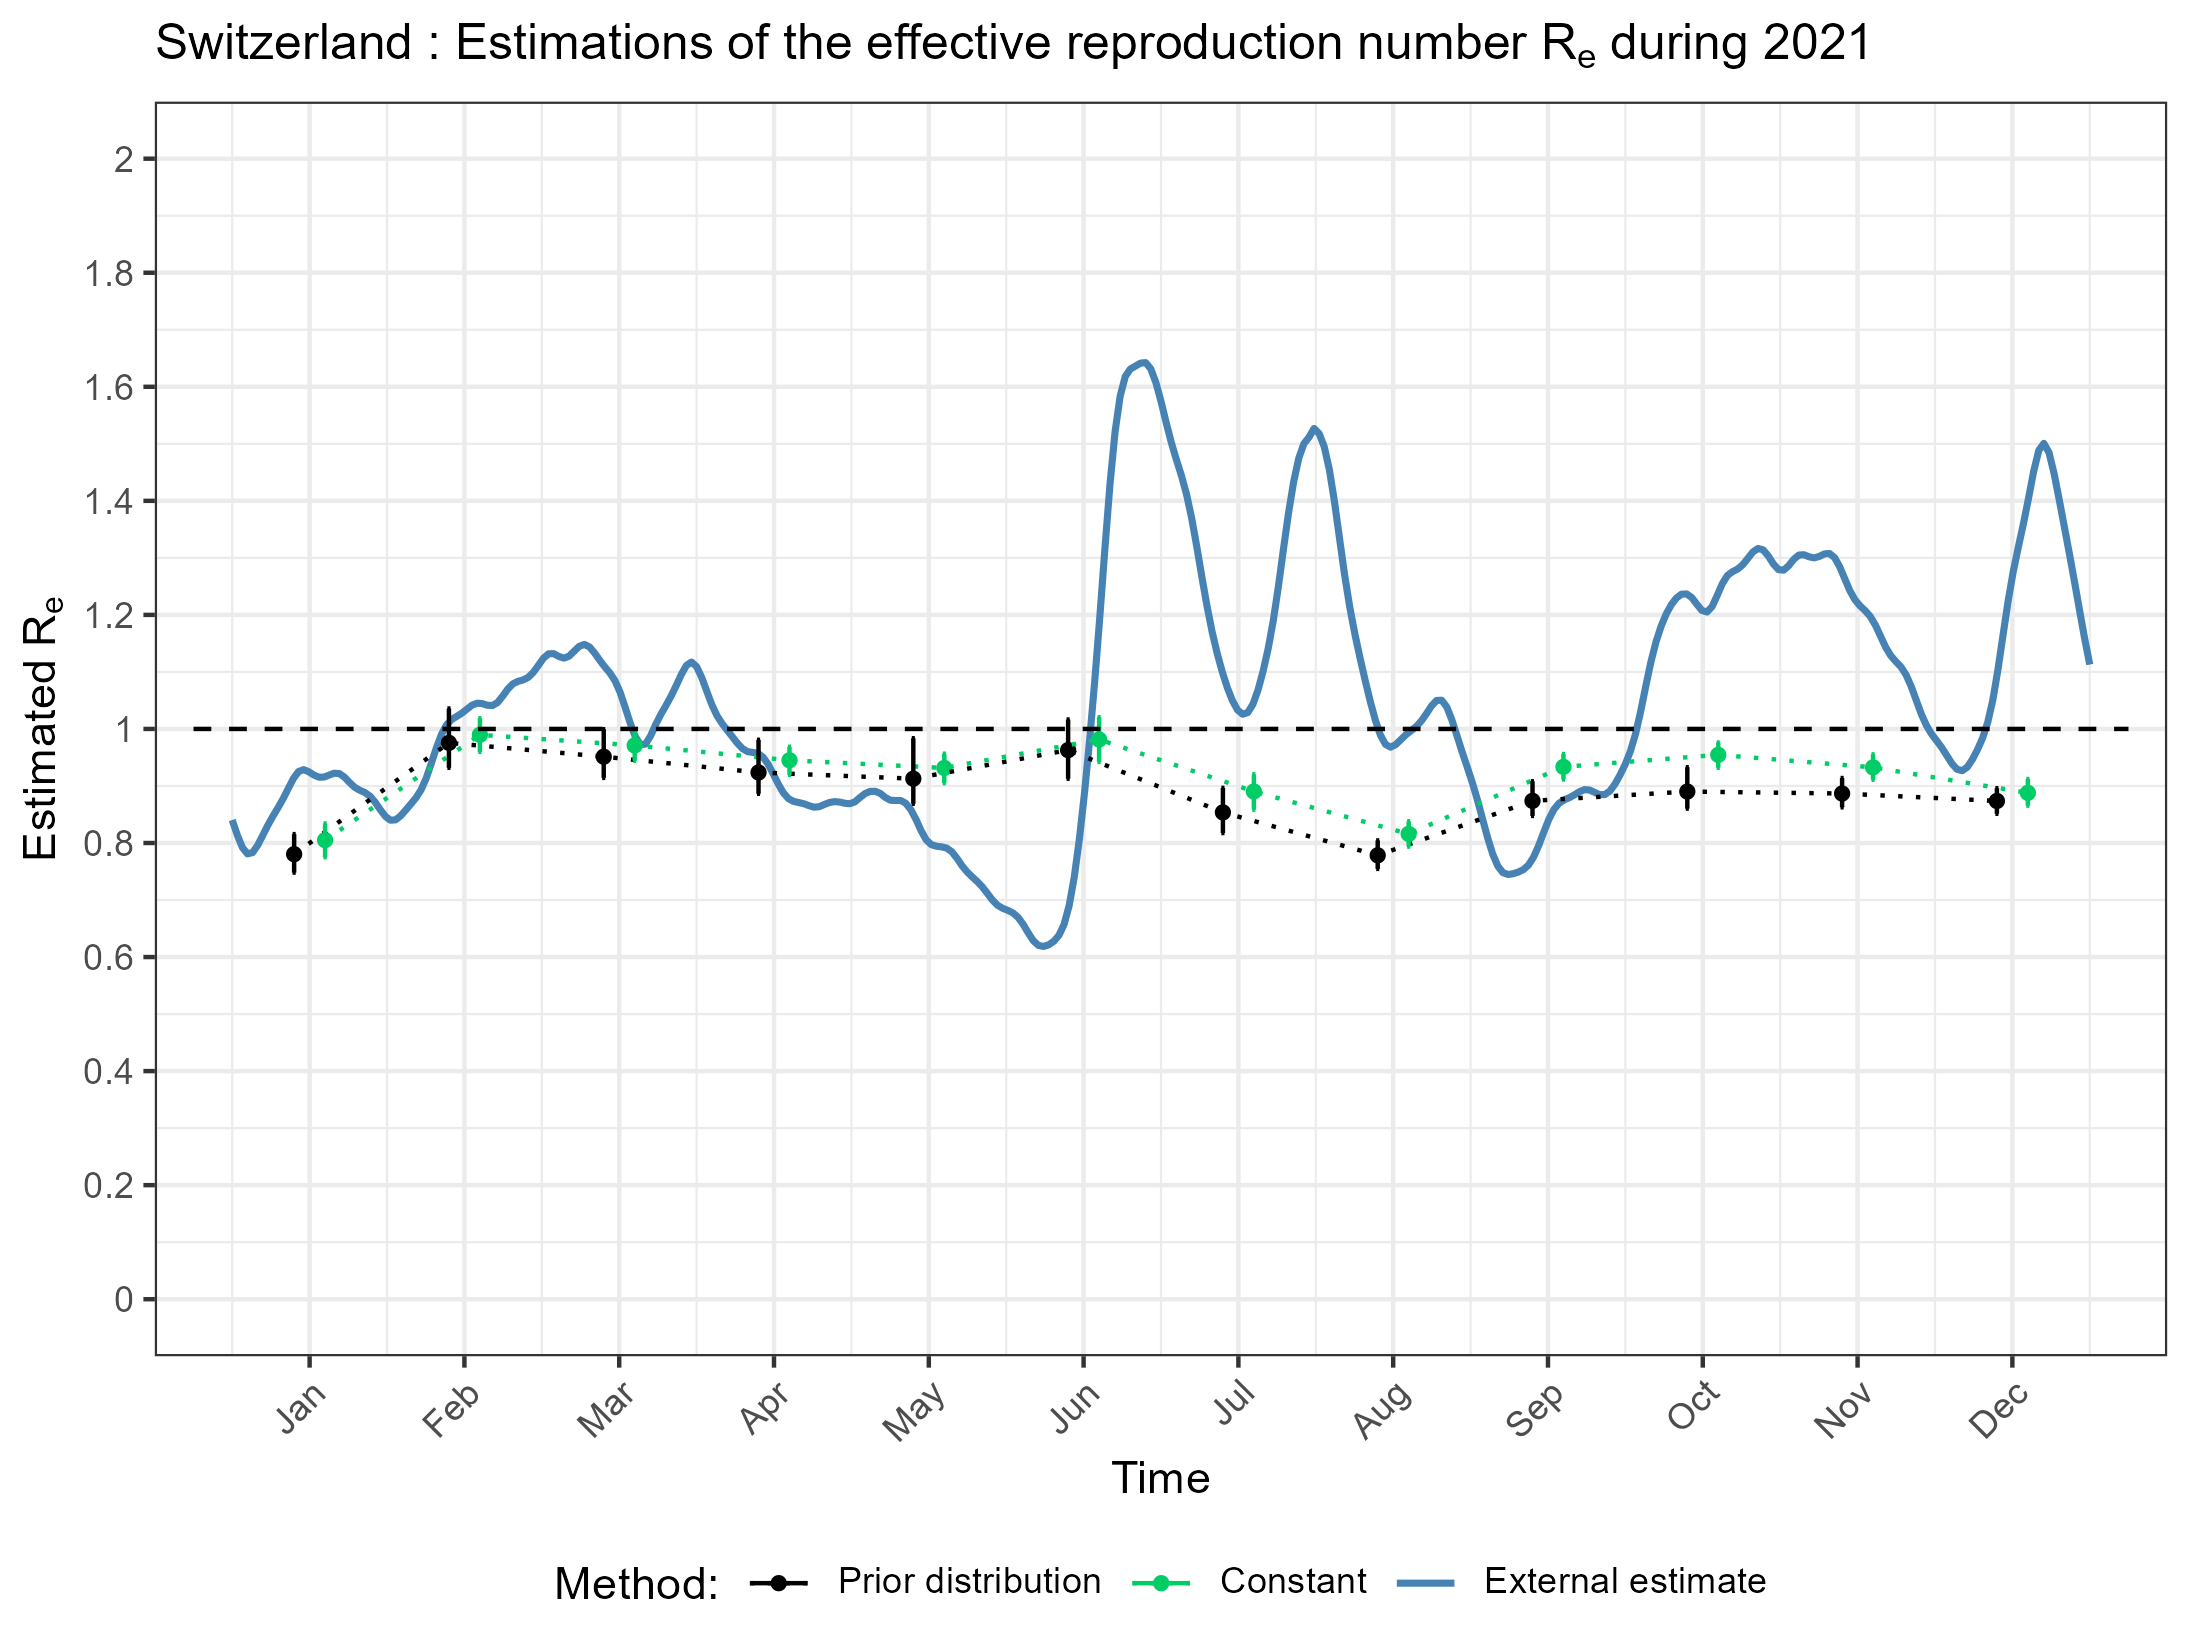 Switzerland : Estimations of the effective reproduction number Re during 2021
Estimated Re
2
1.8
1.6
1.4
1.2
1
0.8
0.6
0.4
0.2
0
Jan
Feb
Mar
Apr
May
Jun
Jul
Aug
Sep
Oct
Nov
Dec
Time
Method: Prior distribution Constant External estimate